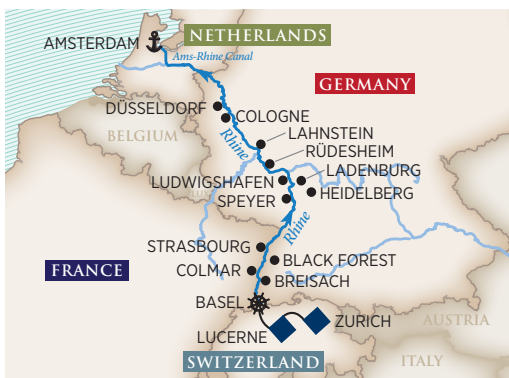 NETHERLANDS
AMSTERDAM
Ams-Rhine Canal
GERMANY
DÜSSELDORF
COLOGNE
BELGIUM
Rhine
LAHNSTEIN
RÜDESHEIM
LADENBURG
LUDWIGSHAFEN
HEIDELBERG
LUX
SPEYER
Rhine
STRASBOURG
BLACK FOREST
FRANCE
COLMAR
BREISACH
BASEL
ZURICH
AUSTRIA
LUCERNE
SWITZERLAND
ITALY